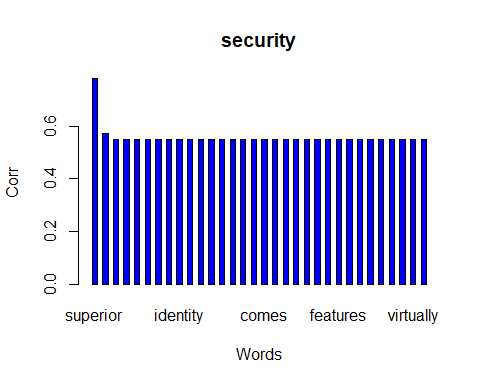 security
Corr
0.6
0.4
0.2
0.0
superior identity comes features virtually
Words